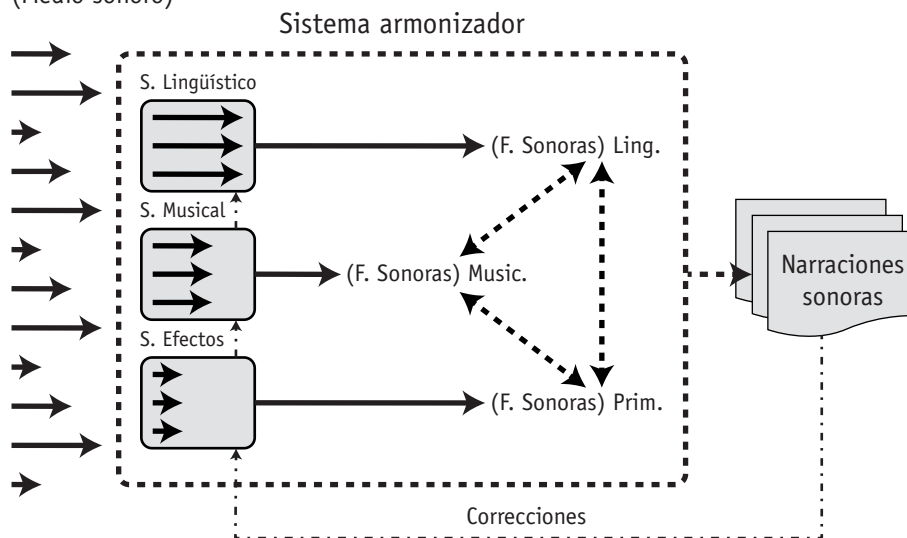 (Medio sonoro)
Sistema armonizador
S. Lingüístico
(F. Sonoras) Ling.
S. Musical
(F. Sonoras) Music.
Narraciones
sonoras
S. Efectos
(F. Sonoras) Prim.
Correcciones